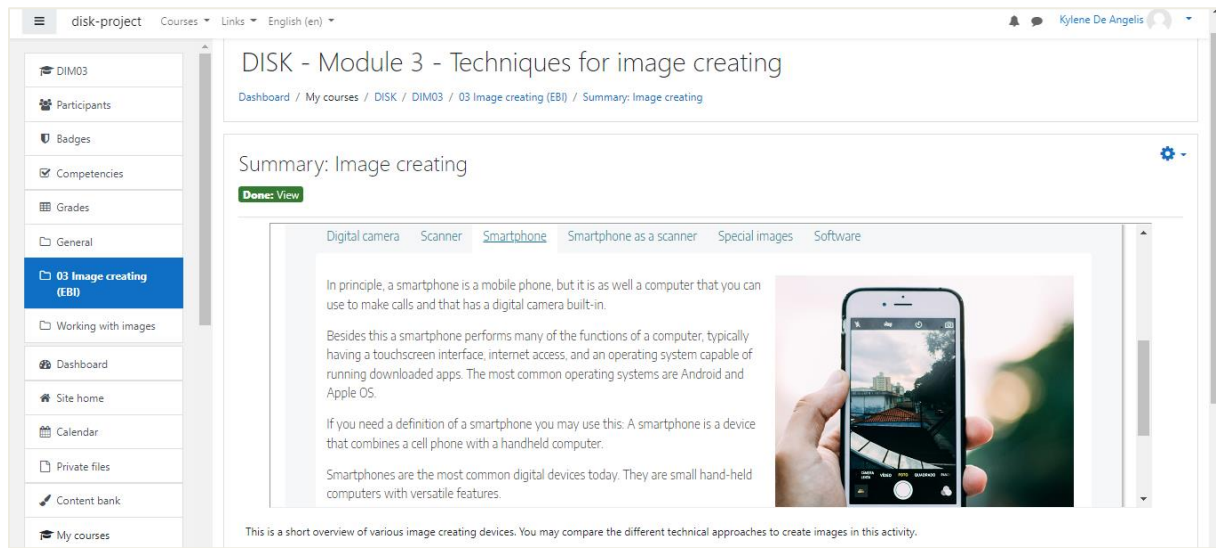 disk-project Courses Links English (en) Kylene De Angelis
DIM03
Participants
Badges
Competencies
Grades
General
03 Image creating
(EBI)
Working with images
Dashboard
Site home
Calendar
Private files
Content bank
My courses
DISK - Module 3 - Techniques for image creating
Dashboard / My courses / DISK / DIM03 / 03 Image creating (EBI) / Summary: Image creating
Summary: Image creating
Done: View
Digital camera Scanner Smartphone Smartphone as a scanner Special images Software
In principle, a smartphone is a mobile phone, but it is as well a computer that you can
use to make calls and that has a digital camera built-in.
Besides this a smartphone performs many of the functions of a computer, typically
having a touchscreen interface, internet access, and an operating system capable of
running downloaded apps. The most common operating systems are Android and
Apple OS.
If you need a definition of a smartphone you may use this: A smartphone is a device
that combines a cell phone with a handheld computer.
Smartphones are the most common digital devices today. They are small hand-held
computers with versatile features.
VÍDEO FOTO QUADRADO
This is a short overview of various image creating devices. You may compare the different technical approaches to create images in this activity.